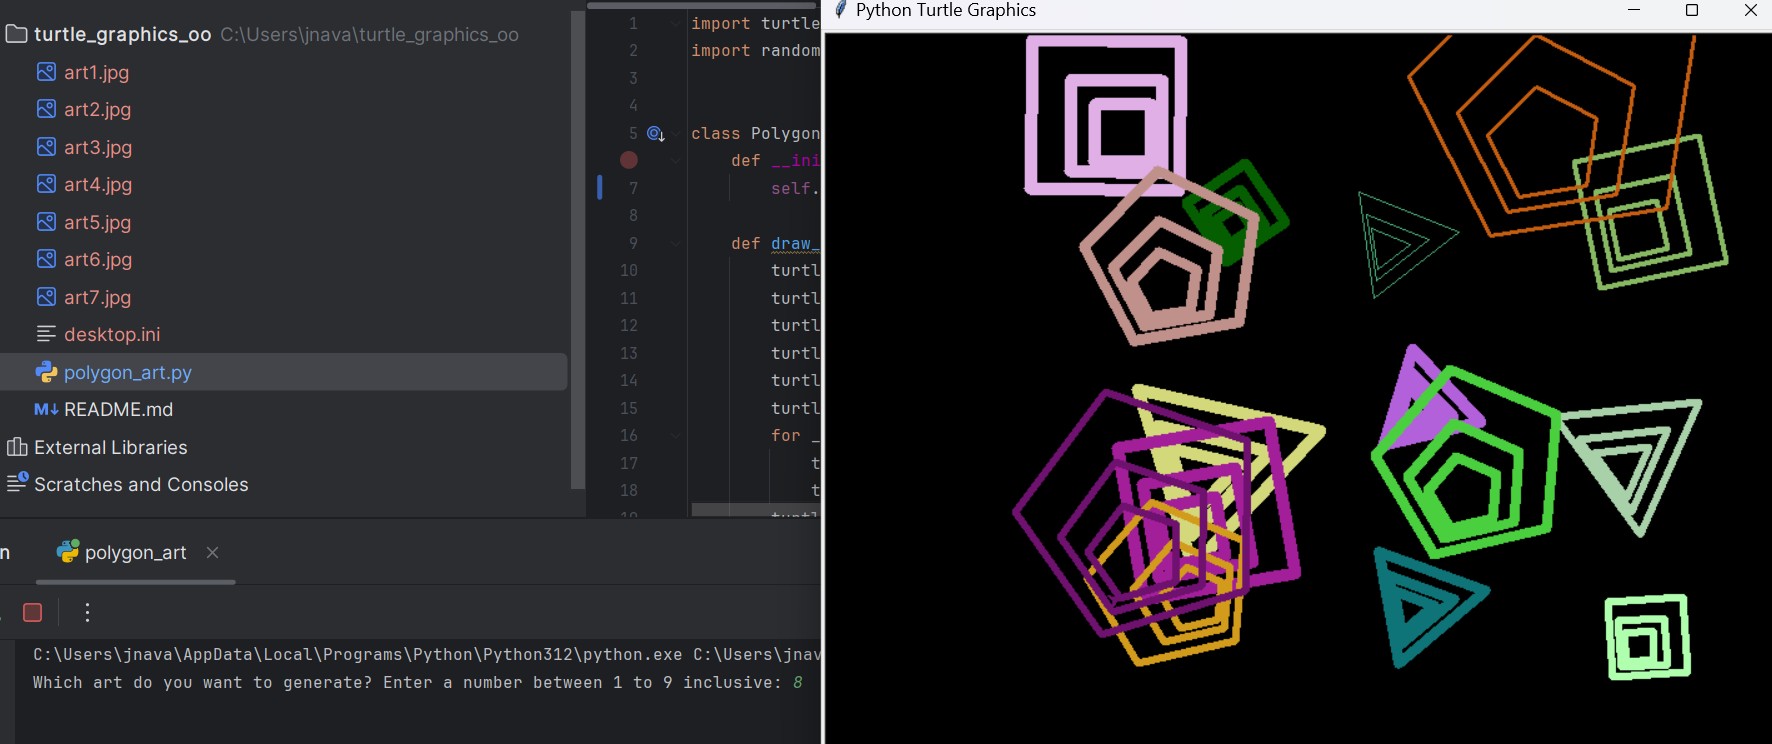 turtle_graphics_oo C:\Users\jnava\turtle_graphics_oo
art1.jpg
art2.jpg
art3.jpg
art4.jpg
art5.jpg
art6.jpg
art7.jpg
desktop.ini
polygon_art.py
M↓ README.md
External Libraries
Scratches and Consoles
1 import turtle
2 import random
3
4
5 class Polygon
def __ini
7 self.
8
9 def draw_
10 turtl
11 turtl
12 turtl
13 turtl
14 turtl
15 turtl
16 for _
17 t
18 t
19 turtl
Python Turtle Graphics
n polygon_art
C:\Users\jnava\AppData\Local\Programs\Python\Python312\python.exe C:\Users\jnav
Which art do you want to generate? Enter a number between 1 to 9 inclusive: 8